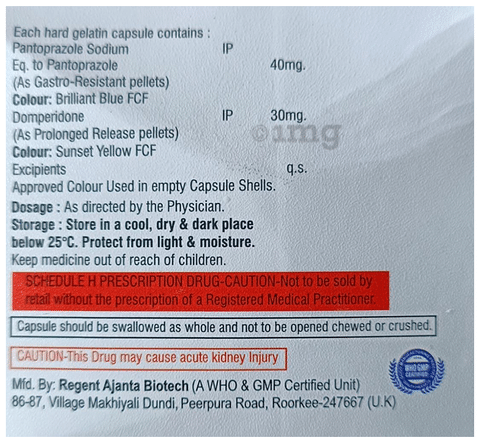 Each hard gelatin capsule contains :
Pantoprazole Sodium IP
Eq. to Pantoprazole 40mg.
(As Gastro-Resistant pellets)
Colour: Brilliant Blue FCF
Domperidone IP 30mg.
(As Prolonged Release pellets)
©1mg
Colour: Sunset Yellow FCF
Excipients q.s.
Approved Colour Used in empty Capsule Shells.
Dosage : As directed by the Physician.
Storage : Store in a cool, dry & dark place
below 25°C. Protect from light & moisture.
Keep medicine out of reach of children.
SCHEDULE H PRESCRIPTION DRUG-CAUTION-Not to be sold by
retail without the prescription of a Registered Medical Practitioner.
Capsule should be swallowed as whole and not to be opened chewed or crushed.
CAUTION-This Drug may cause acute kidney Injury
WHO GMP
CERTIFIED
Mfd. By: Regent Ajanta Biotech (A WHO & GMP Certified Unit)
86-87, Village Makhiyali Dundi, Peerpura Road, Roorkee-247667 (U.K)